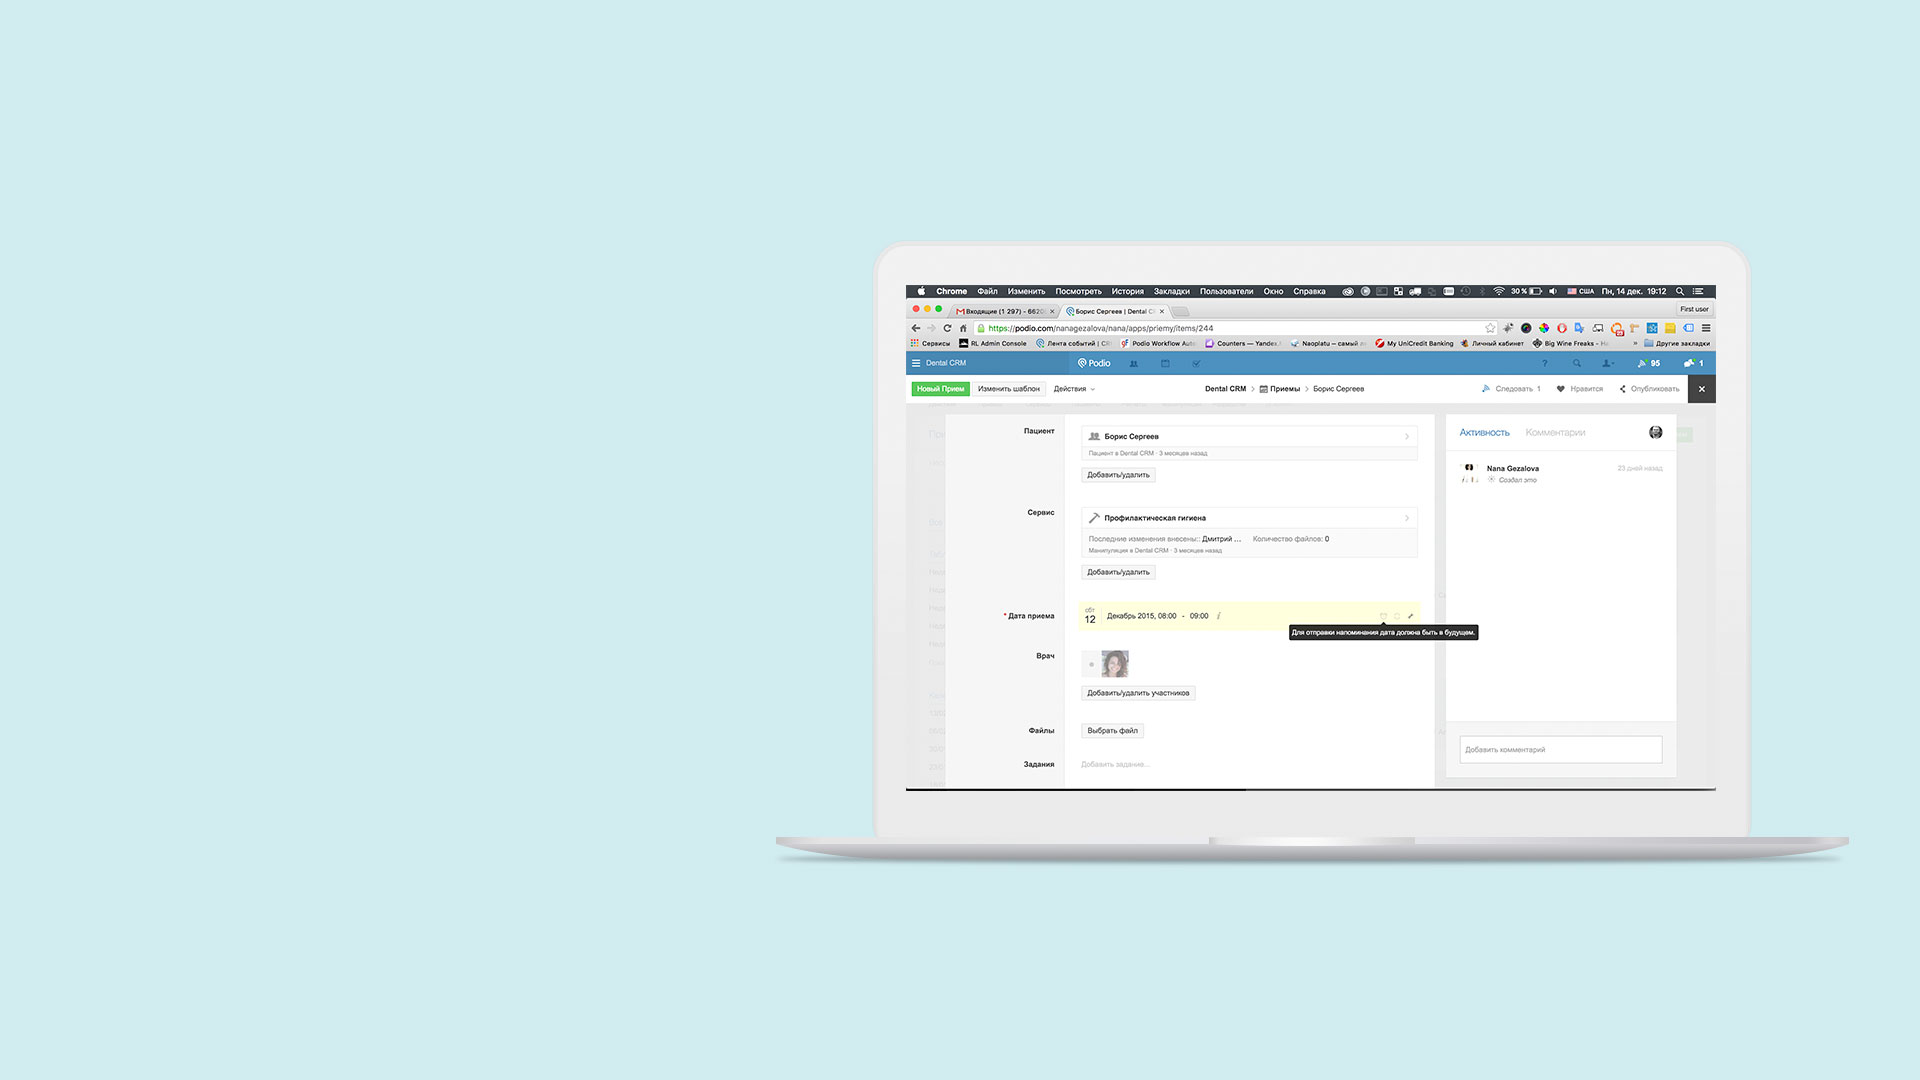 Chrome Файл Изменить Посмотреть История Закладки Пользователи Окно Справка 30 % США Пн, 14 дек. 19:12
Входящие (1 297) - 6620 Борис Сергеев | Dental C First user
https://podio.com/nanagezalova/nana/apps/priemy/items/244
Сервисы RL Admin Console Лента событий | CR Podio Workflow Auto Counters — Yandex. Naoplatu — самый My UniCredit Banking Личный кабинет Big Wine Freaks - На » Другие закладки
Dental CRM Podio ? 95 1
Новый Прием Изменить шаблон Действия Dental CRM > Приемы > Борис Сергеев Следовать 1 Нравится Опубликовать ×
Пациент Борис Сергеев
Пациент в Dental CRM · 3 месяцев назад
Добавить/удалить
Сервис Профилактическая гигиена
Последние изменения внесены:: Дмитрий ... Количество файлов: 0
Манипуляция в Dental CRM · 3 месяцев назад
Добавить/удалить
* Дата приема сбт 12 Декабрь 2015, 08:00 - 09:00
Для отправки напоминания дата должна быть в будущем.
Врач
Добавить/удалить участников
Файлы Выбрать файл
Задания Добавить задание...
Активность Комментарии
Nana Gezalova 23 дней назад
Создал это
Добавить комментарий